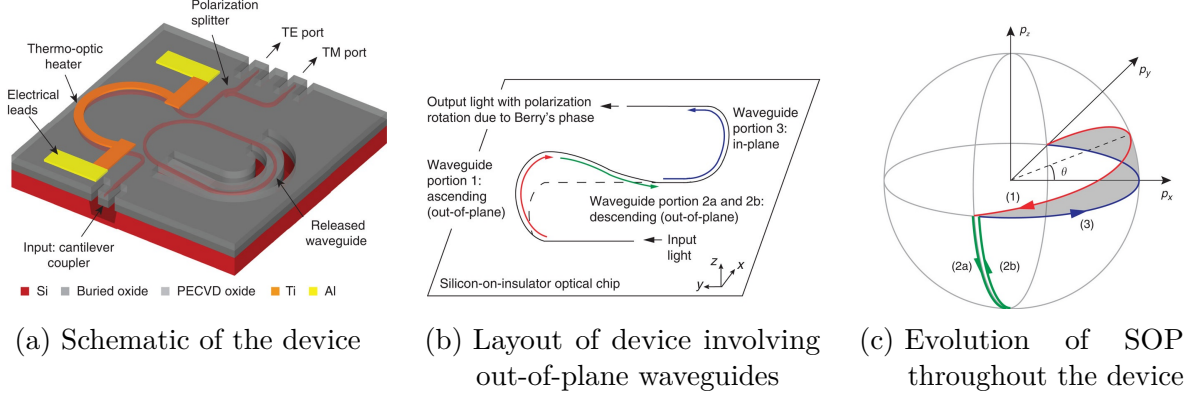 Polarization
splitter
TE port
TM port
Thermo-optic
heater
Electrical
leads
Input: cantilever
coupler
Released
waveguide
Si
Buried oxide
PECVD oxide
Ti
Al
(a) Schematic of the device
Output light with polarization
rotation due to Berry's phase
Waveguide
portion 3:
in-plane
Waveguide
portion 1:
ascending
(out-of-plane)
Waveguide portion 2a and 2b:
descending (out-of-plane)
Input
light
Silicon-on-insulator optical chip
z
x
y
(b) Layout of device involving
out-of-plane waveguides
p_z
p_y
θ
p_x
(1)
(3)
(2a)
(2b)
(c) Evolution of SOP
throughout the device